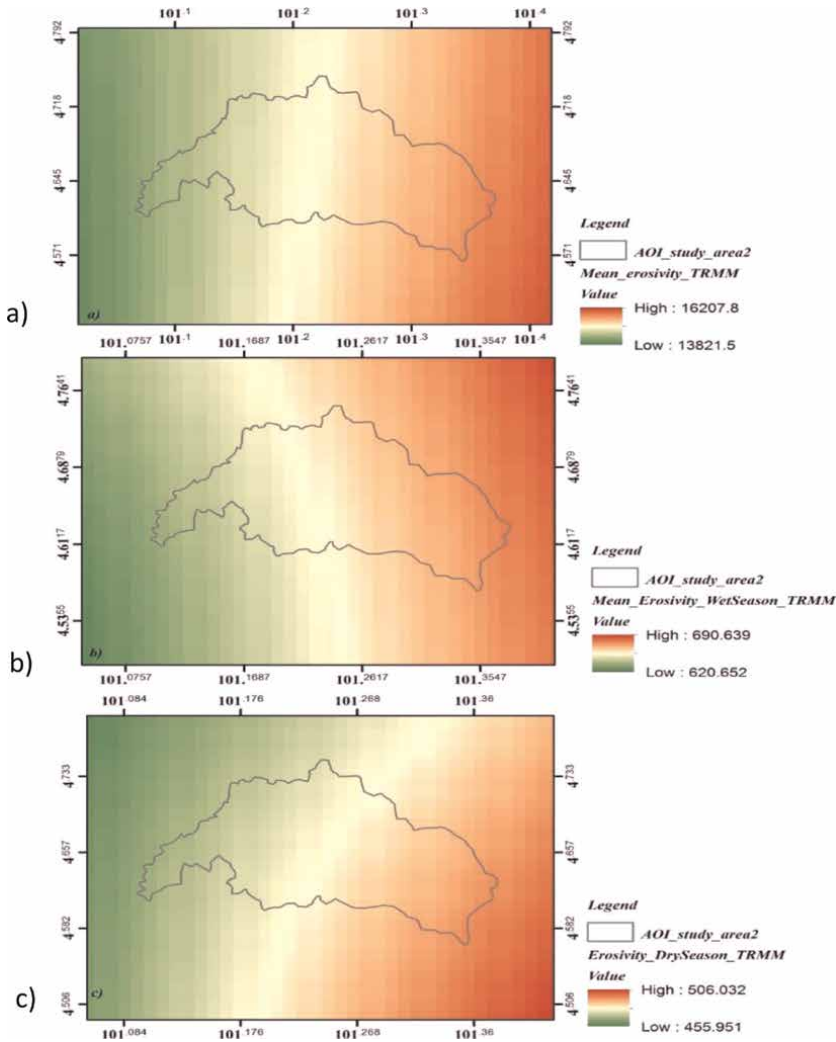 101.1 101.2 101.3 101.4
4.792 4.792
4.718 4.718
4.645 4.645
4.571 4.571
a)
a)
Legend
AOI_study_area2
Mean_erosivity_TRMM
Value
High : 16207.8
Low : 13821.5
101.1 101.2 101.3 101.4
101.0757 101.1687 101.2617 101.3547
4.7641 4.7641
4.6879 4.6879
4.6117 4.6117
4.5355 4.5355
b)
b)
Legend
AOI_study_area2
Mean_Erosivity_WetSeason_TRMM
Value
High : 690.639
Low : 620.652
101.0757 101.1687 101.2617 101.3547
101.084 101.176 101.268 101.36
4.733 4.733
4.657 4.657
4.582 4.582
4.506 4.506
c)
c)
Legend
AOI_study_area2
Erosivity_DrySeason_TRMM
Value
High : 506.032
Low : 455.951
101.084 101.176 101.268 101.36